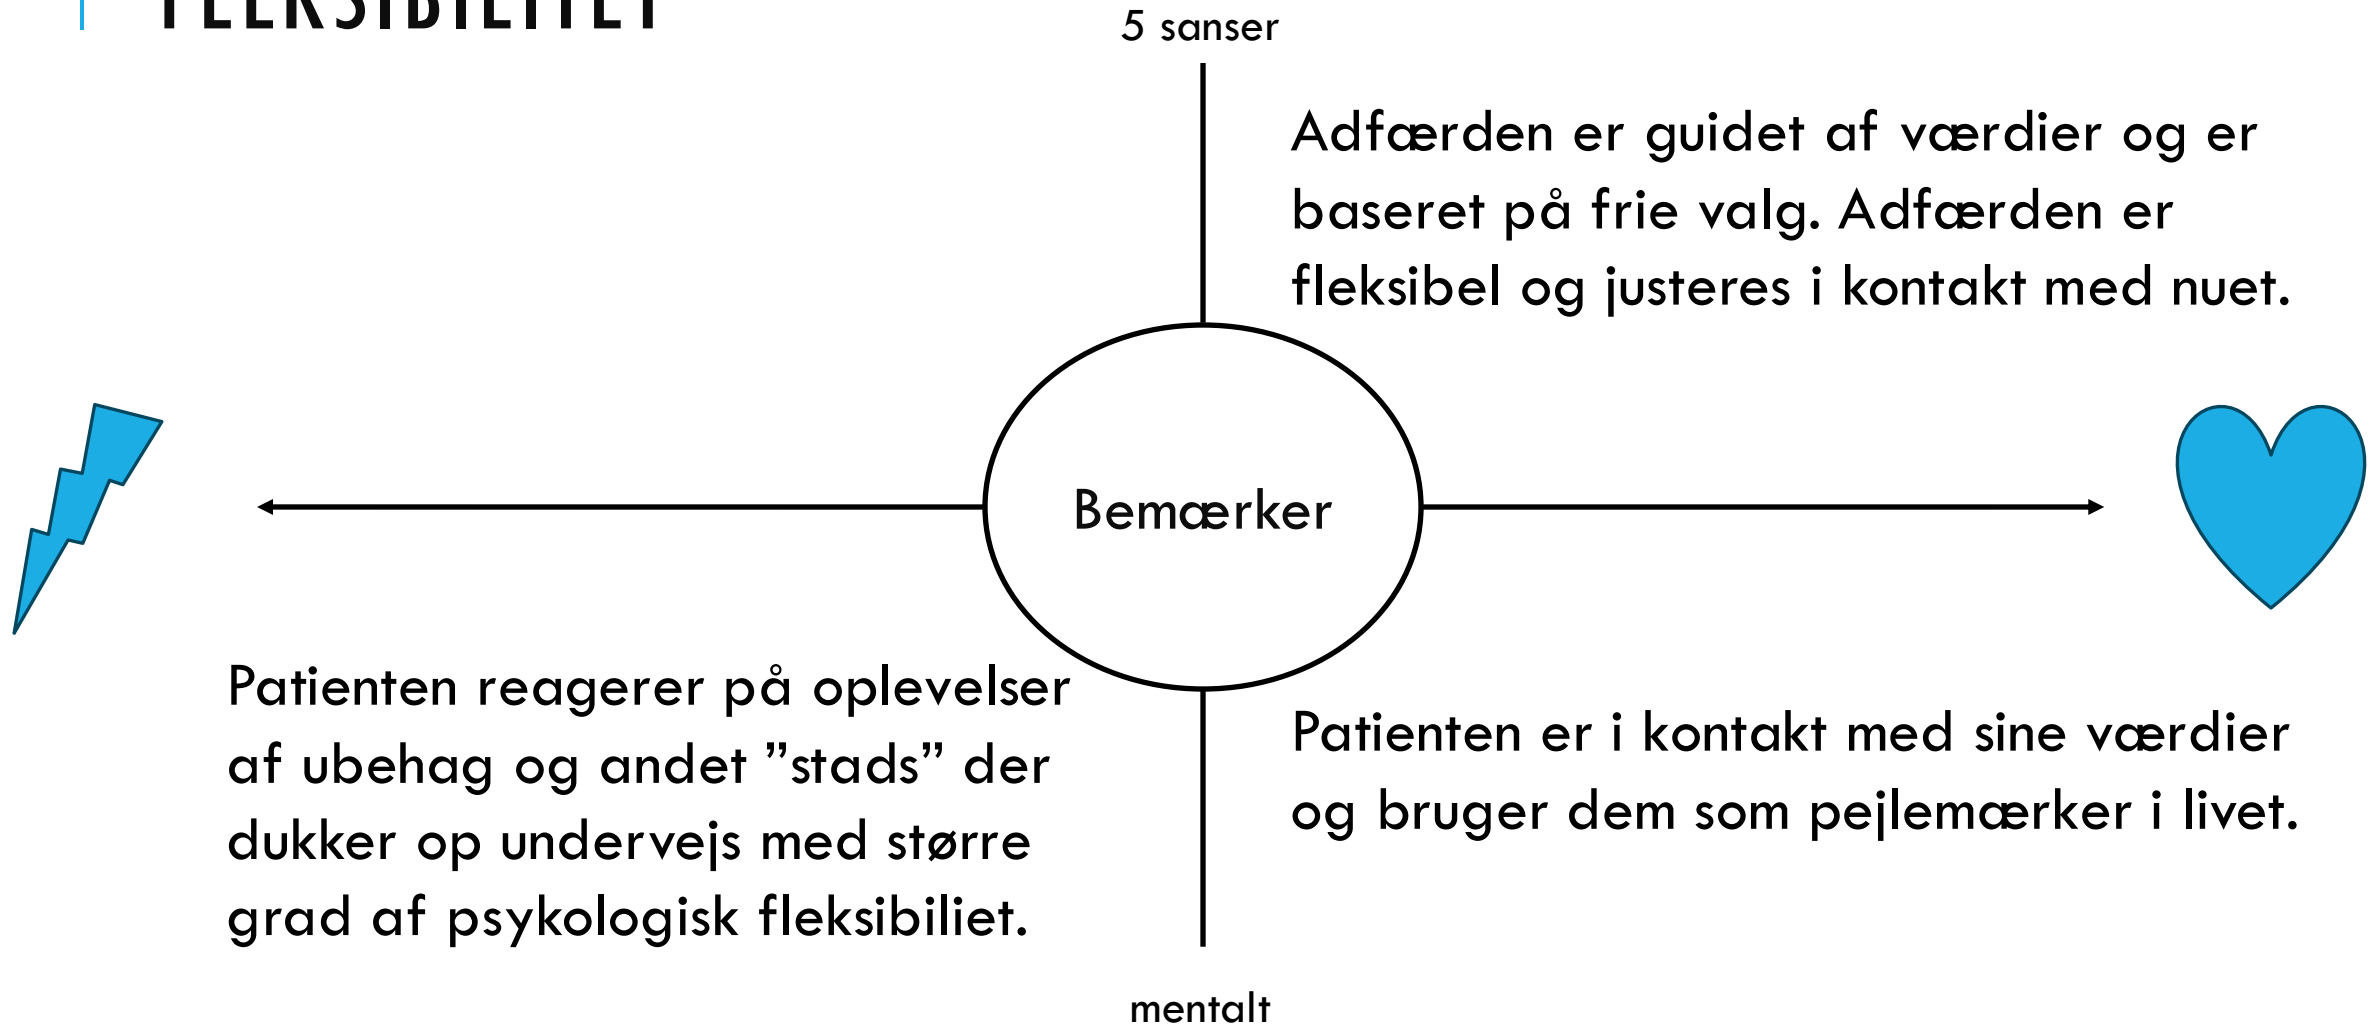 FLEKSIBILITET
5 sanser
Adfærden er guidet af værdier og er
baseret på frie valg. Adfærden er
fleksibel og justeres i kontakt med nuet.
Bemærker
Patienten reagerer på oplevelser
af ubehag og andet ”stads” der
dukker op undervejs med større
grad af psykologisk fleksibiliet.
Patienten er i kontakt med sine værdier
og bruger dem som pejlemærker i livet.
mentalt